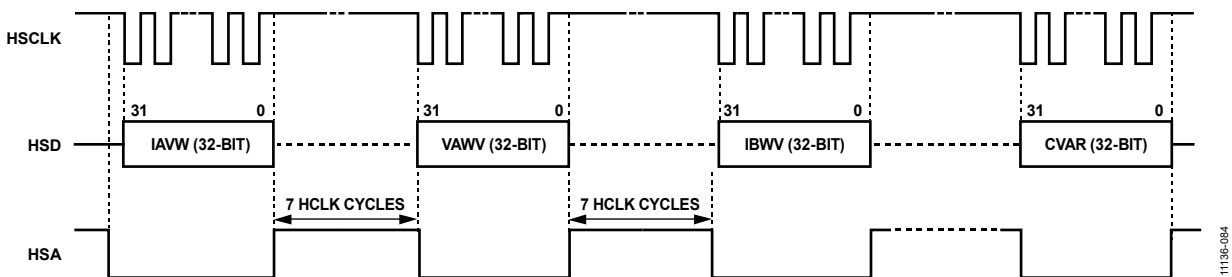 HSCLK
31 0 31 0 31 0 31 0
HSD IAVW (32-BIT) VAWV (32-BIT) IBWV (32-BIT) CVAR (32-BIT)
7 HCLK CYCLES 7 HCLK CYCLES
HSA
11136-084